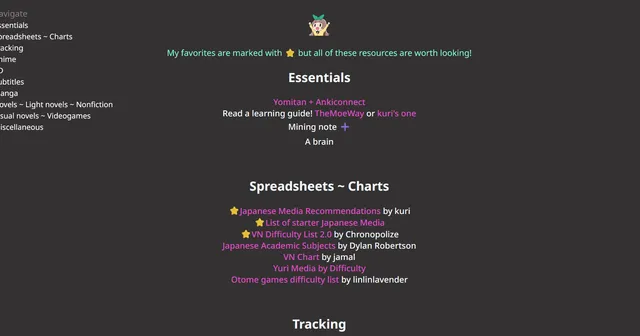 avigate
ssentials
preadsheets ~ Charts
acking
nime
D
ubtitles
anga
ovels ~ Light novels ~ Nonfiction
sual novels ~ Videogames
iscellaneous
My favorites are marked with ⭐ but all of these resources are worth looking!
Essentials
Yomitan + Ankiconnect
Read a learning guide! TheMoeWay or kuri's one
Mining note ➕
A brain
Spreadsheets ~ Charts
⭐Japanese Media Recommendations by kuri
⭐List of starter Japanese Media
⭐VN Difficulty List 2.0 by Chronopolize
Japanese Academic Subjects by Dylan Robertson
VN Chart by jamal
Yuri Media by Difficulty
Otome games difficulty list by linlinlavender
Tracking